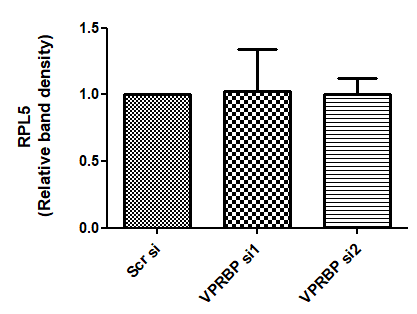 RPL5
(Relative band density)
1.5
1.0
0.5
0.0
Scr si
VPRBP si1
VPRBP si2